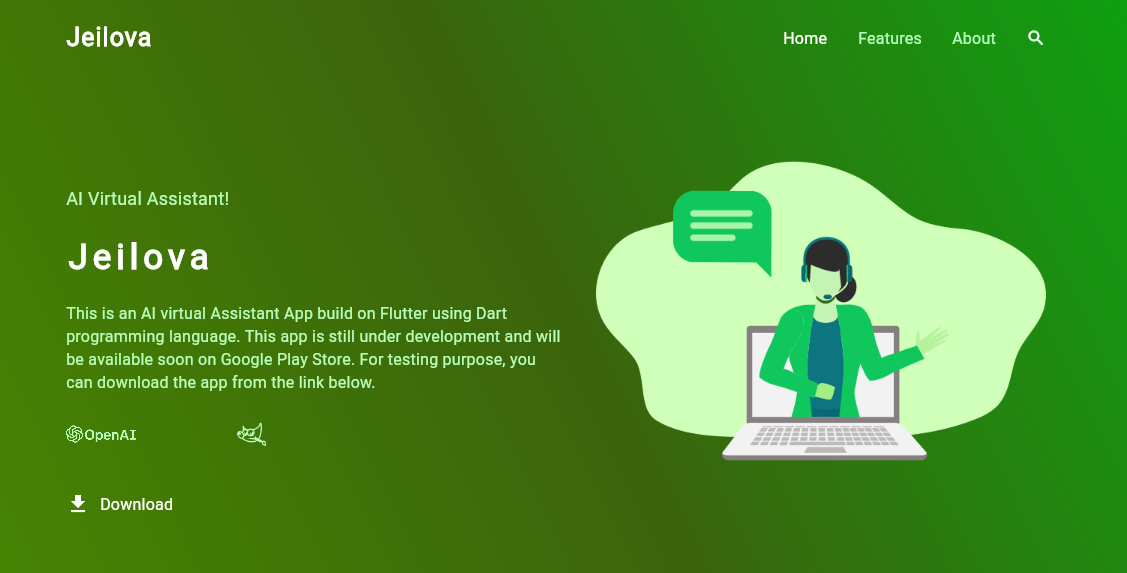 Jeilova
Home Features About
AI Virtual Assistant!
Jeilova
This is an AI virtual Assistant App build on Flutter using Dart
programming language. This app is still under development and will
be available soon on Google Play Store. For testing purpose, you
can download the app from the link below.
OpenAI
Download